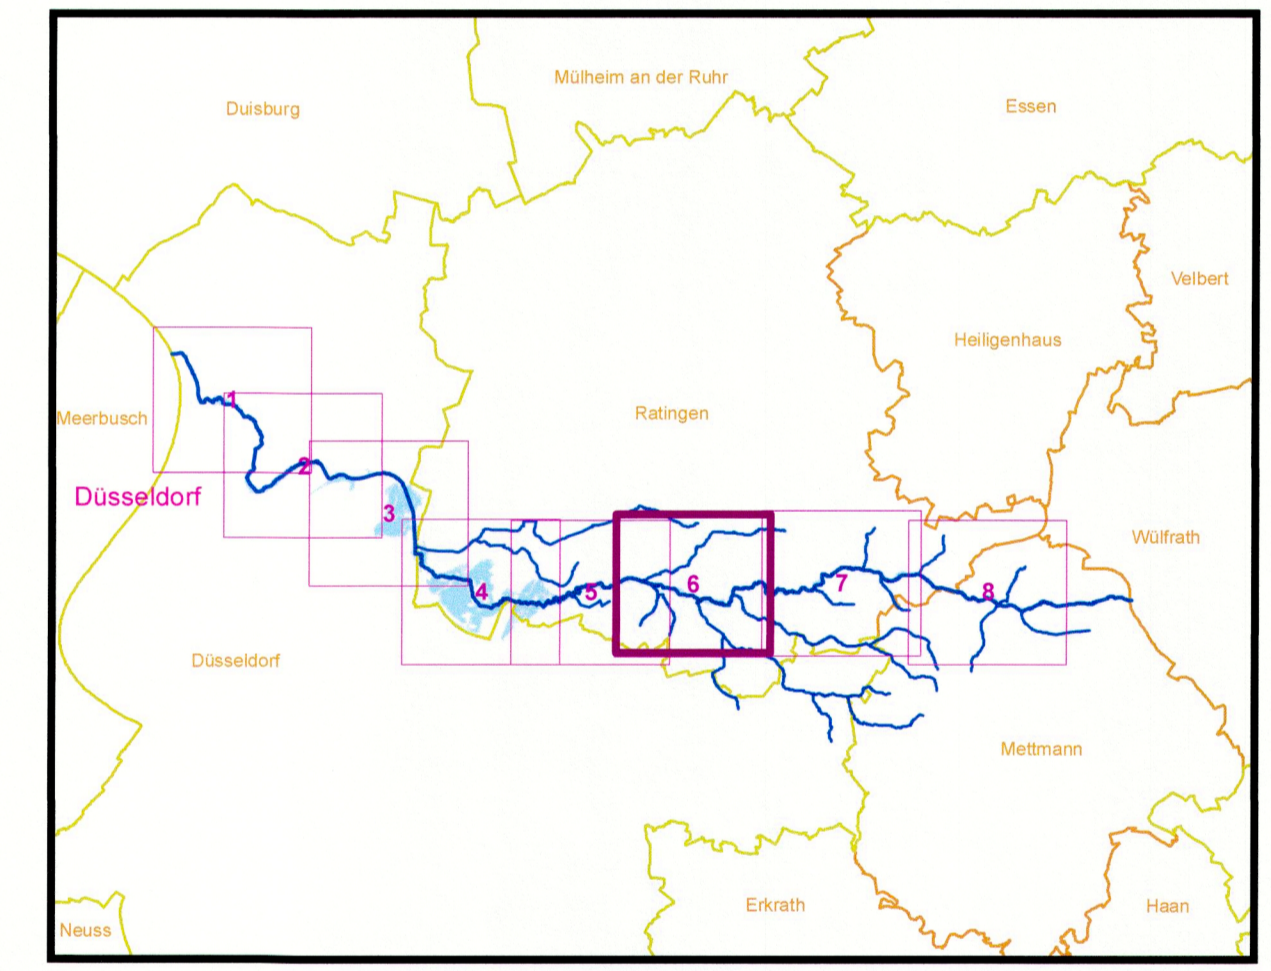 Mülheim an der Ruhr
Duisburg
Essen
Velbert
Heiligenhaus
1
Meerbusch
Ratingen
2
Düsseldorf
3
Wülfrath
4
5
6
7
8
Düsseldorf
Mettmann
Erkrath
Haan
Neuss